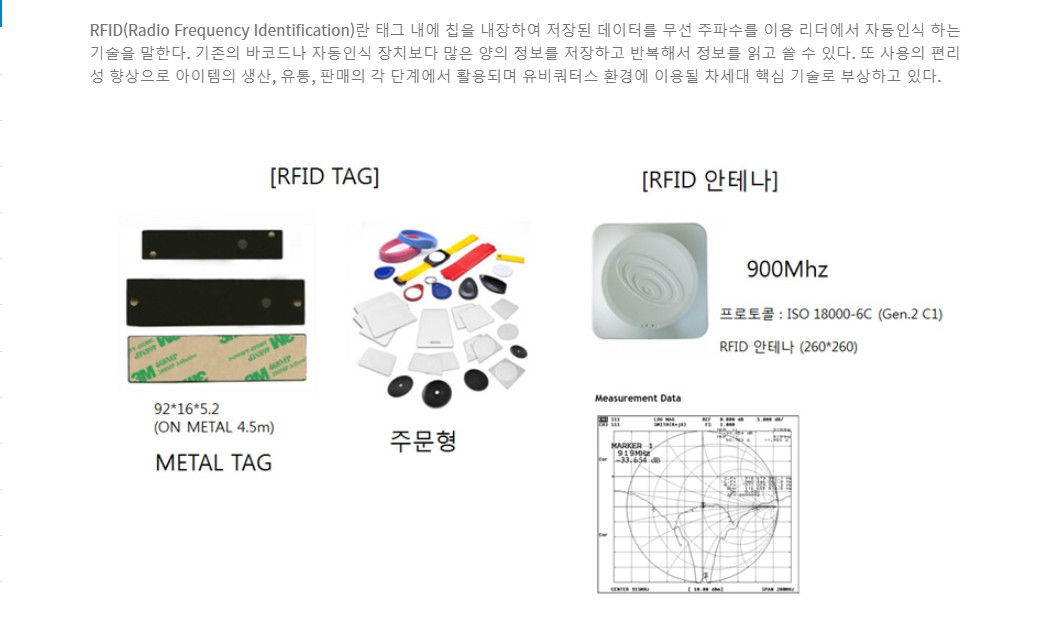 RFID(Radio Frequency Identification)란 태그 내에 칩을 내장하여 저장된 데이터를 무선 주파수를 이용 리더에서 자동인식 하는
기술을 말한다. 기존의 바코드나 자동인식 장치보다 많은 양의 정보를 저장하고 반복해서 정보를 읽고 쓸 수 있다. 또 사용의 편리
성 향상으로 아이템의 생산, 유통, 판매의 각 단계에서 활용되며 유비쿼터스 환경에 이용될 차세대 핵심 기술로 부상하고 있다.
[RFID TAG]
[RFID 안테나]
900Mhz
프로토콜 : ISO 18000-6C (Gen.2 C1)
RFID 안테나 (260*260)
3M
92*16*5.2
(ON METAL 4.5m)
METAL TAG
주문형
Measurement Data
MARKER 1
919MHz
-33.654 dB
Cor
Cor